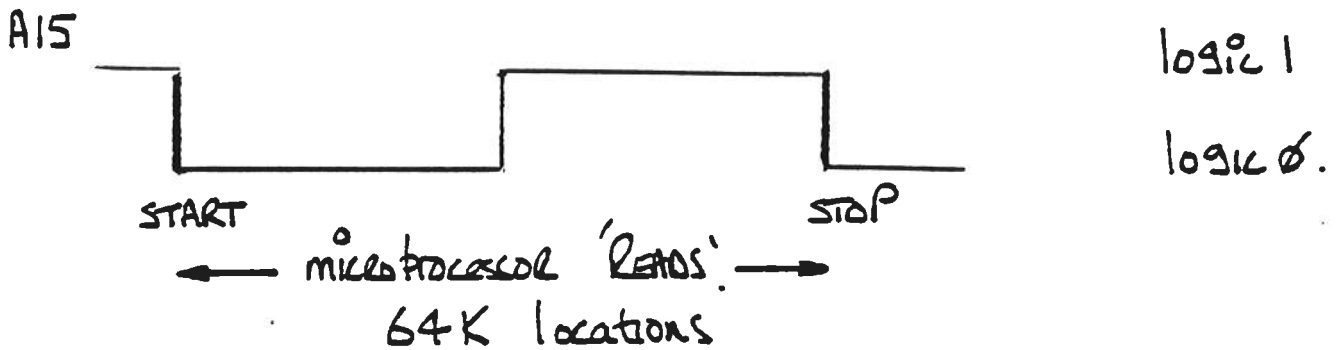 A15
logic 1
logic ø.
START
STOP
microprocessor 'READS'.
64K locations